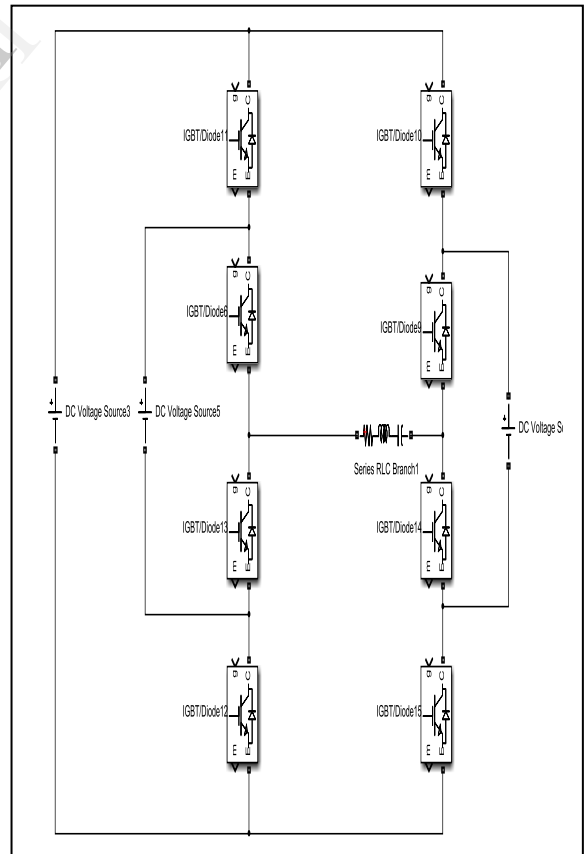 g C
IGBT/Diode11
m E
g C
IGBT/Diode10
m E
g C
IGBT/Diode6
m E
g C
IGBT/Diode9
m E
DC Voltage Source3
DC Voltage Source5
DC Voltage
Series RLC Branch1
g C
IGBT/Diode13
m E
g C
IGBT/Diode14
m E
g C
IGBT/Diode12
m E
g C
IGBT/Diode15
m E